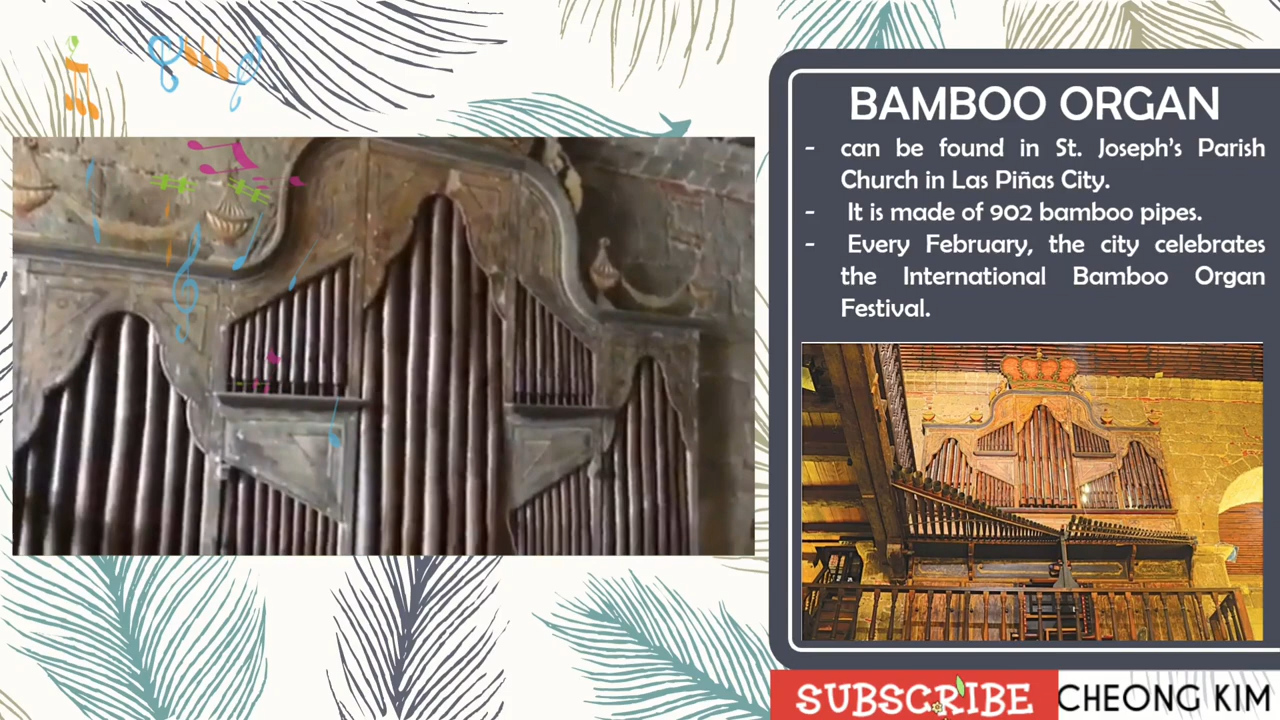 BAMBOO ORGAN
- can be found in St. Joseph's Parish
Church in Las Piñas City.
- It is made of 902 bamboo pipes.
- Every February, the city celebrates
the International Bamboo Organ
Festival.
SUBSCRIBE CHEONG KIM